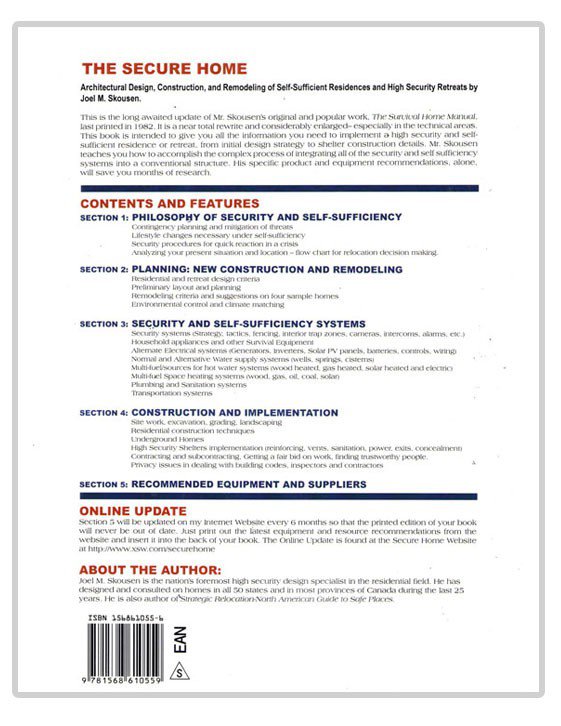 THE SECURE HOME
Architectural Design, Construction, and Remodeling of Self-Sufficient Residences and High Security Retreats by
Joel M. Skousen.
This is the long awaited update of Mr. Skousen's original and popular work, The Survival Home Manual,
last printed in 1982. It is a near total rewrite and considerably enlarged– especially in the technical areas.
This book is intended to give you all the information you need to implement a high security and self-
sufficient residence or retreat, from initial design strategy to shelter construction details. Mr. Skousen
teaches you how to accomplish the complex process of integrating all of the security and self sufficiency
systems into a conventional structure. His specific product and equipment recommendations, alone,
will save you months of research.
CONTENTS AND FEATURES
SECTION 1: PHILOSOPHY OF SECURITY AND SELF-SUFFICIENCY
Contingency planning and mitigation of threats
Lifestyle changes necessary under self-sufficiency
Security procedures for quick reaction in a crisis
Analyzing your present situation and location – flow chart for relocation decision making.
SECTION 2: PLANNING: NEW CONSTRUCTION AND REMODELING
Residential and retreat design criteria
Preliminary layout and planning
Remodeling criteria and suggestions on four sample homes
Environmental control and climate matching
SECTION 3: SECURITY AND SELF-SUFFICIENCY SYSTEMS
Security systems (Strategy, tactics, fencing, interior trap zones, cameras, intercoms, alarms, etc.)
Household appliances and other Survival Equipment
Alternate Electrical systems (Generators, Inverters, Solar PV panels, batteries, controls, wiring)
Normal and Alternative Water supply systems (wells, springs, cisterns)
Multi-fuel/sources for hot water systems (wood heated, gas heated, solar heated and electric)
Multi-fuel Space heating systems (wood, gas, oil, coal, solar)
Plumbing and Sanitation systems
Transportation systems
SECTION 4: CONSTRUCTION AND IMPLEMENTATION
Site work, excavation, grading, landscaping
Residential construction techniques
Underground Homes
High Security Shelters implementation (reinforcing, vents, sanitation, power, exits, concealment)
Contracting and subcontracting, Getting a fair bid on work, finding trustworthy people.
Privacy issues in dealing with building codes, inspectors and contractors
SECTION 5: RECOMMENDED EQUIPMENT AND SUPPLIERS
ONLINE UPDATE
Section 5 will be updated on my Internet Website every 6 months so that the printed edition of your book
will never be out of date. Just print out the latest equipment and resource recommendations from the
website and insert it into the back of your book. The Online Update is found at the Secure Home Website
at http://www.xsw.com/securehome
ABOUT THE AUTHOR:
Joel M. Skousen is the nation's foremost high security design specialist in the residential field. He has
designed and consulted on homes in all 50 states and in most provinces of Canada during the last 25
years. He is also author of Strategic Relocation-North American Guide to Safe Places.
ISBN 156861055-6
EAN
S
9 781568 610559